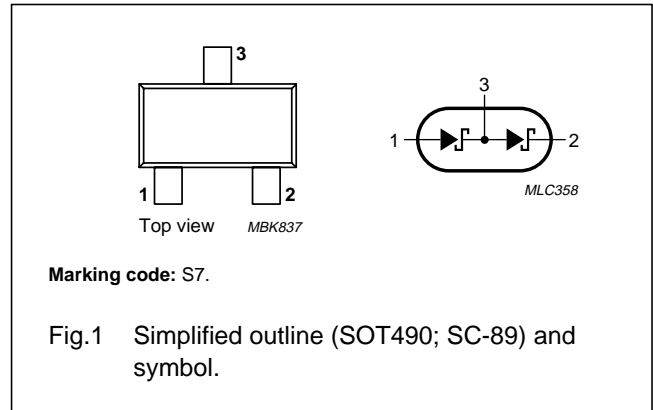 3
1
2
Top view MBK837
3
1
2
MLC358
Marking code: S7.
Fig.1 Simplified outline (SOT490; SC-89) and
symbol.